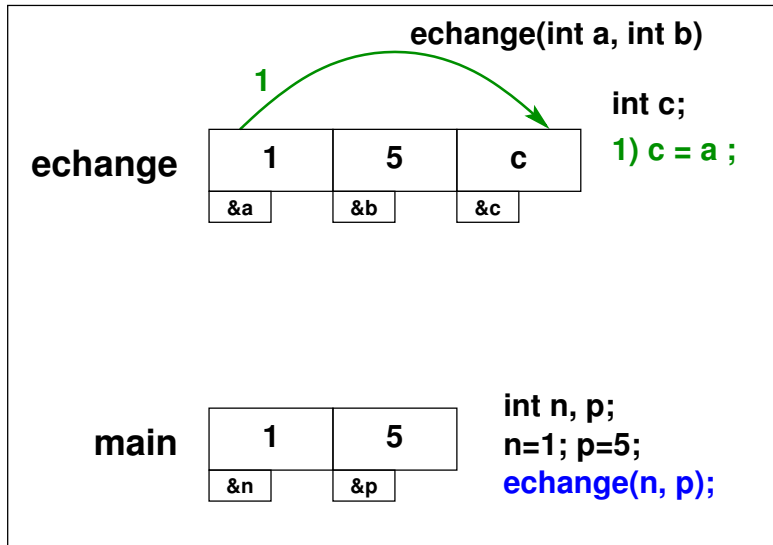 echange(int a, int b)
1
int c;
1) c = a ;
echange
1 5 c
&a &b &c
int n, p;
n=1; p=5;
echange(n, p);
main
1 5
&n &p